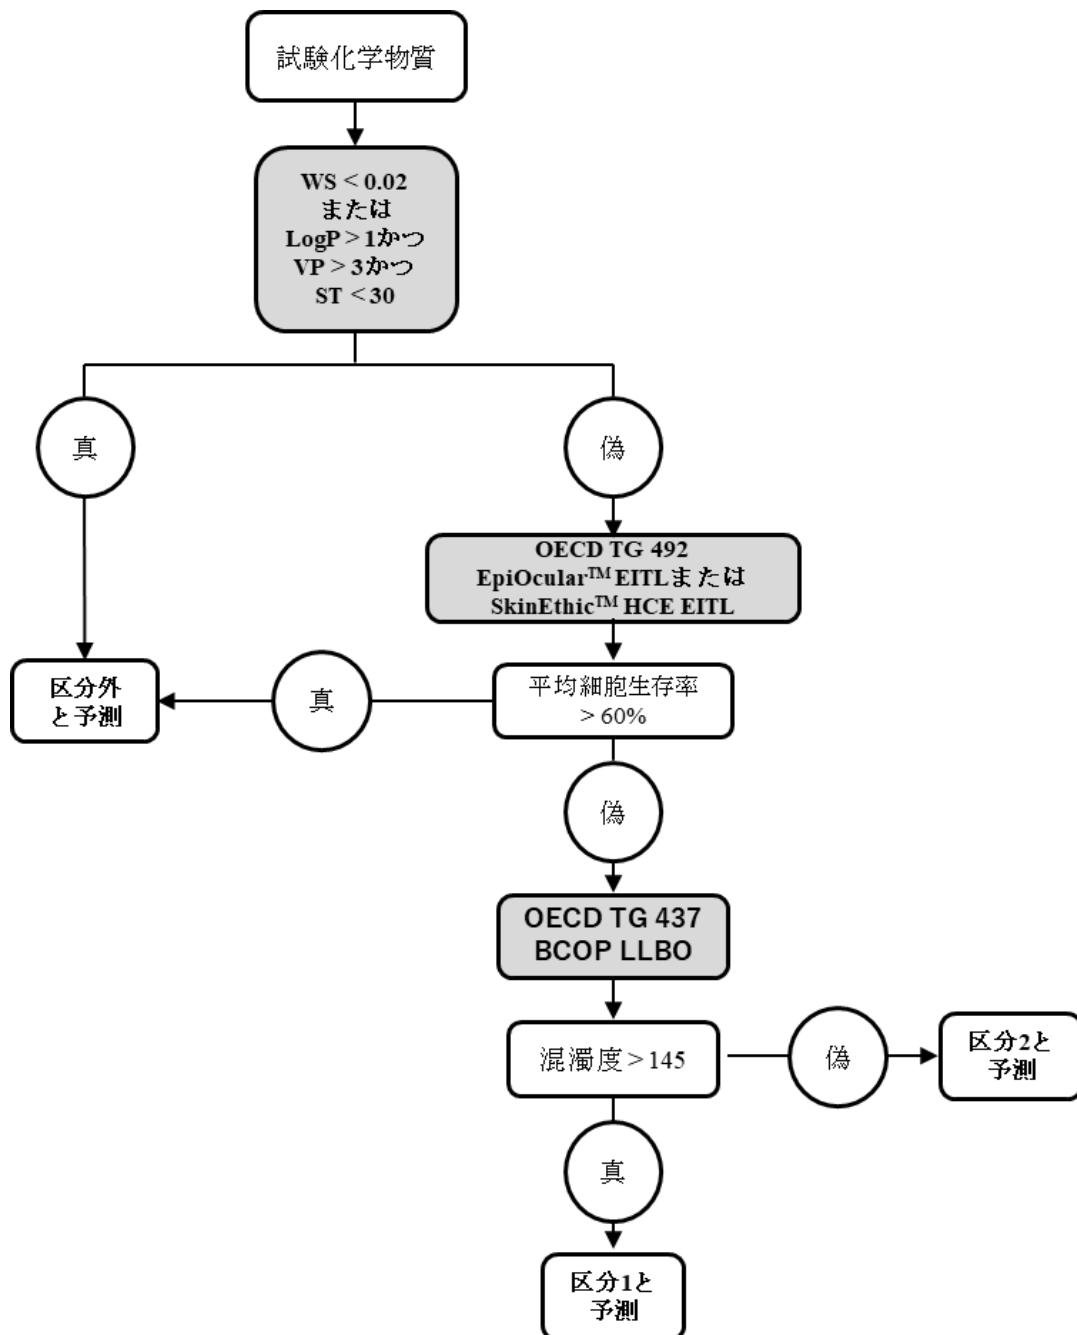 試験化学物質
WS < 0.02
または
LogP > 1かつ
VP > 3かつ
ST < 30
真
偽
OECD TG 492
EpiOcular™ EITLまたは
SkinEthic™ HCE EITL
区分外
と予測
真
平均細胞生存率
> 60%
偽
OECD TG 437
BCOP LLBO
混濁度 > 145
偽
区分2と
予測
真
区分1と
予測